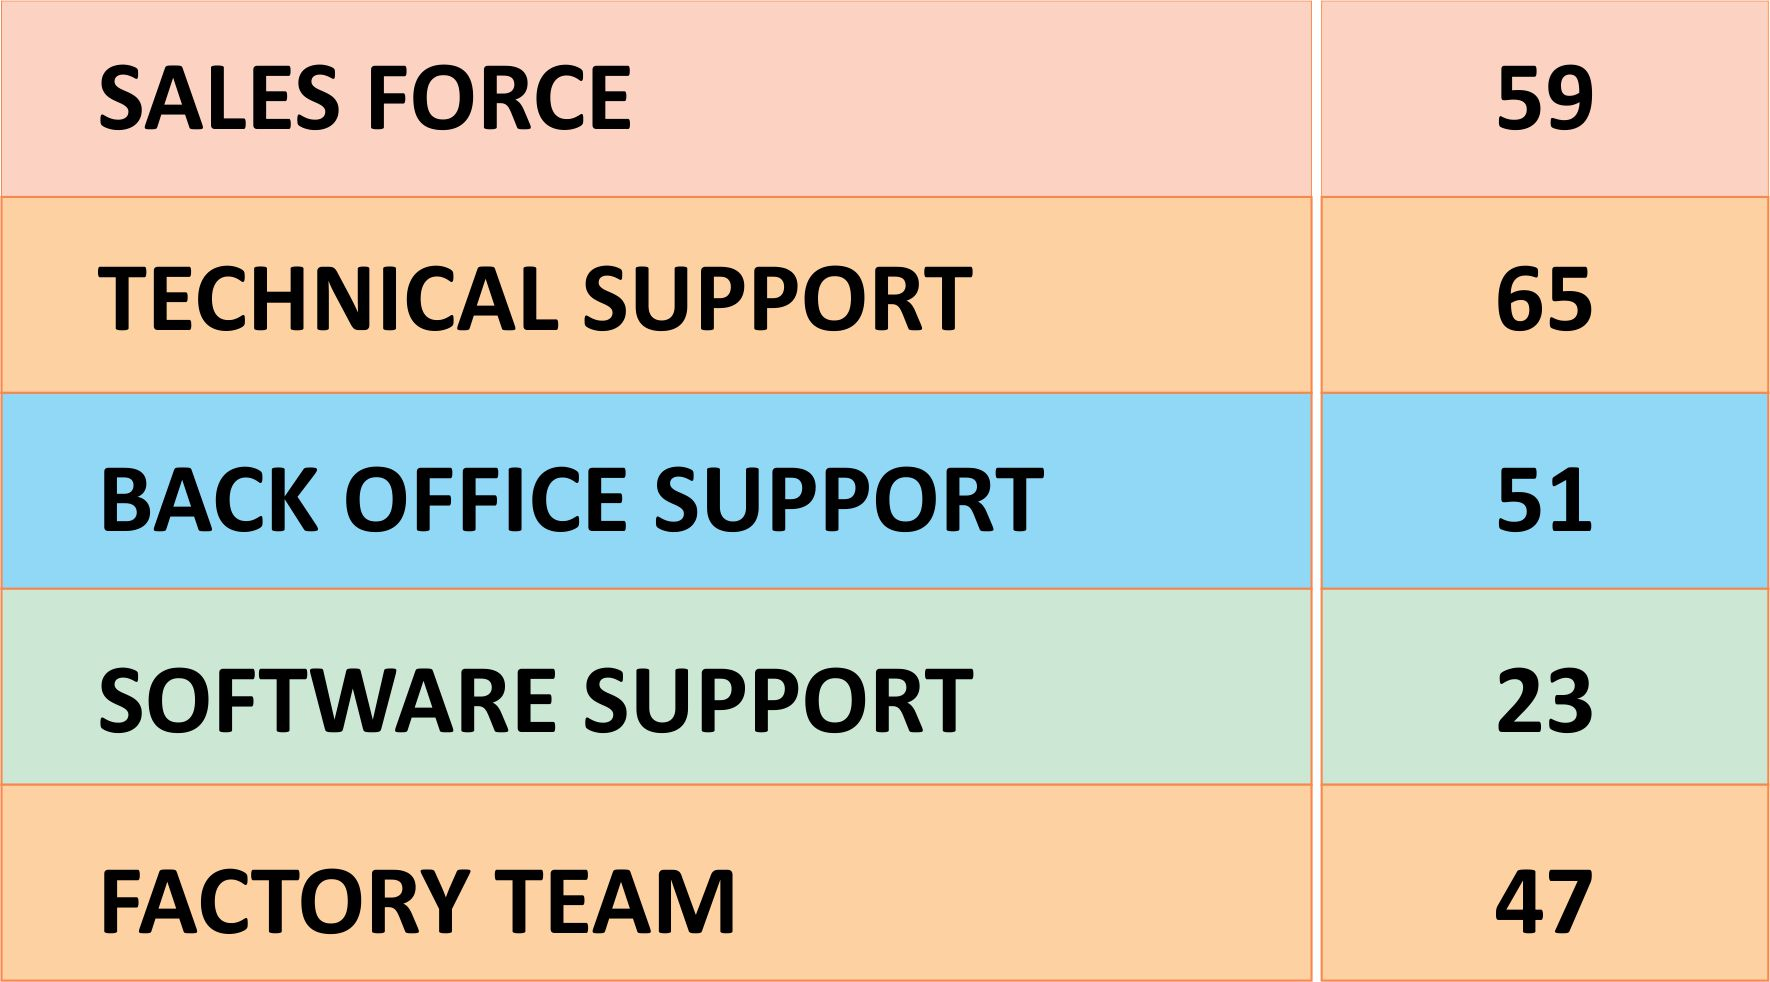 SALES FORCE 59
TECHNICAL SUPPORT 65
BACK OFFICE SUPPORT 51
SOFTWARE SUPPORT 23
FACTORY TEAM 47